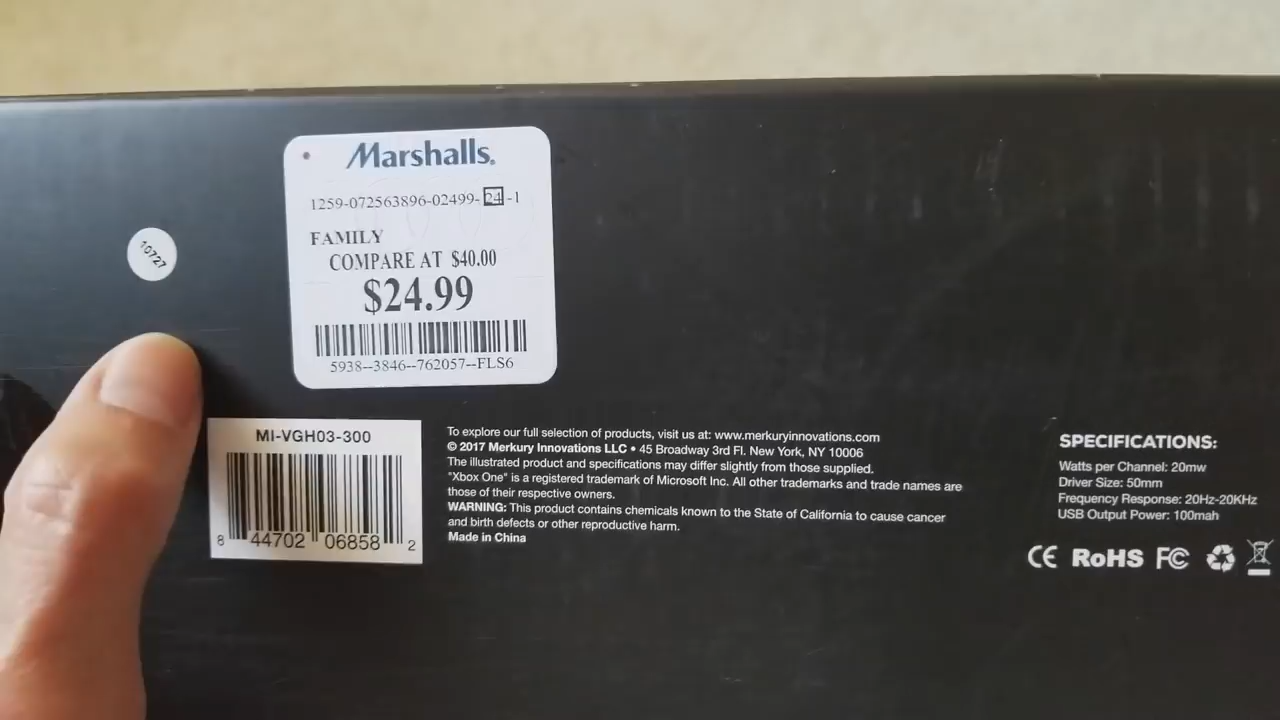 Marshalls.
1259-072563896-02499-24-1
FAMILY
COMPARE AT $40.00
$24.99
5938--3846--762057--FLS6
10727
MI-VGH03-300
8 44702 06858 2
To explore our full selection of products, visit us at: www.merkuryinnovations.com
© 2017 Merkury Innovations LLC • 45 Broadway 3rd Fl. New York, NY 10006
The illustrated product and specifications may differ slightly from those supplied.
"Xbox One" is a registered trademark of Microsoft Inc. All other trademarks and trade names are
those of their respective owners.
WARNING: This product contains chemicals known to the State of California to cause cancer
and birth defects or other reproductive harm.
Made in China
SPECIFICATIONS:
Watts per Channel: 20mw
Driver Size: 50mm
Frequency Response: 20Hz-20KHz
USB Output Power: 100mah
CE RoHS FC